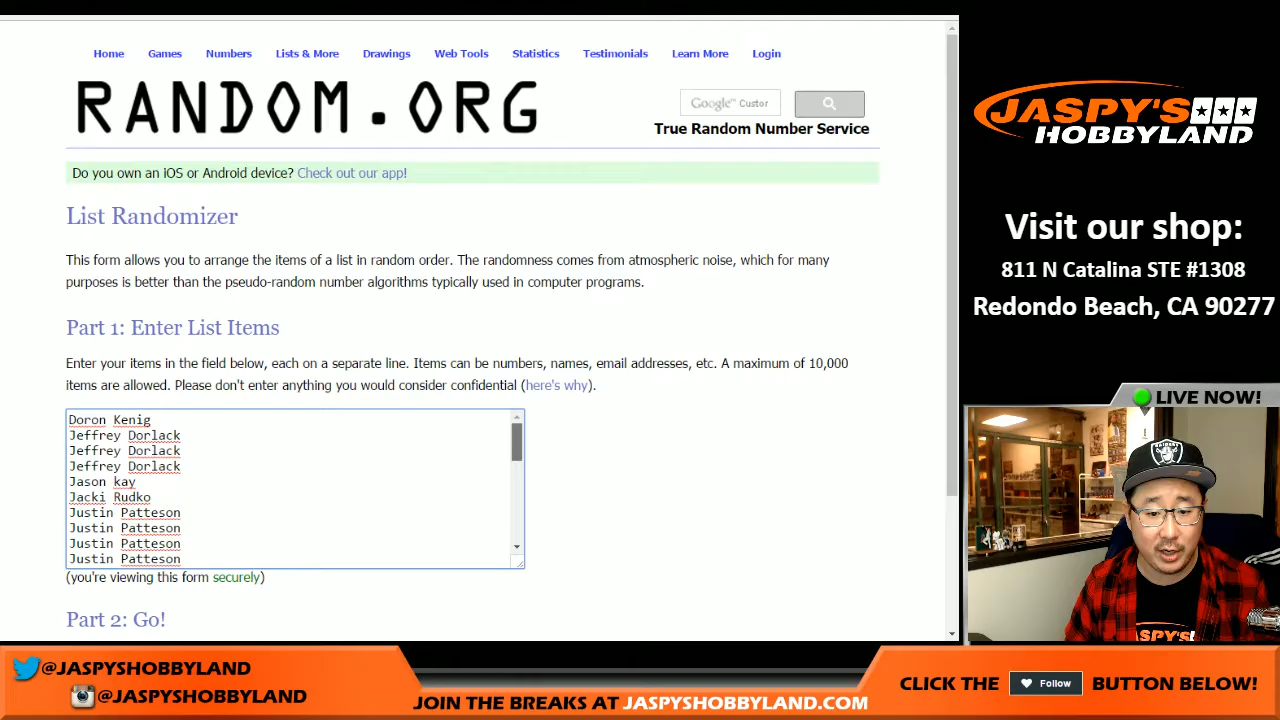 Home Games Numbers Lists & More Drawings Web Tools Statistics Testimonials Learn More Login
RANDOM.ORG
Google™ Custor
True Random Number Service
Do you own an iOS or Android device? Check out our app!
List Randomizer
This form allows you to arrange the items of a list in random order. The randomness comes from atmospheric noise, which for many
purposes is better than the pseudo-random number algorithms typically used in computer programs.
Part 1: Enter List Items
Enter your items in the field below, each on a separate line. Items can be numbers, names, email addresses, etc. A maximum of 10,000
items are allowed. Please don't enter anything you would consider confidential (here's why).
Doron Kenig
Jeffrey Dorlack
Jeffrey Dorlack
Jeffrey Dorlack
Jason kay
Jacki Rudko
Justin Patteson
Justin Patteson
Justin Patteson
Justin Patteson
(you're viewing this form securely)
Part 2: Go!
JASPY'S
HOBBYLAND
Visit our shop:
811 N Catalina STE #1308
Redondo Beach, CA 90277
LIVE NOW!
RAIDERS
JASPY'S
@JASPYSHOBBYLAND
@JASPYSHOBBYLAND
JOIN THE BREAKS AT JASPYSHOBBYLAND.COM
CLICK THE Follow BUTTON BELOW!